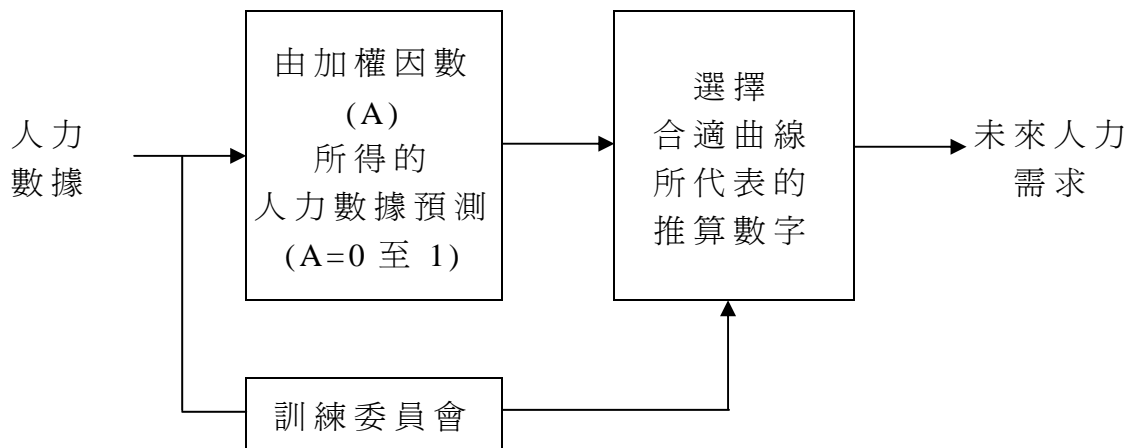 人力
數據
由加權因數
(A)
所得的
人力數據預測
(A=0 至 1)
選擇
合適曲線
所代表的
推算數字
未來人力
需求
訓練委員會